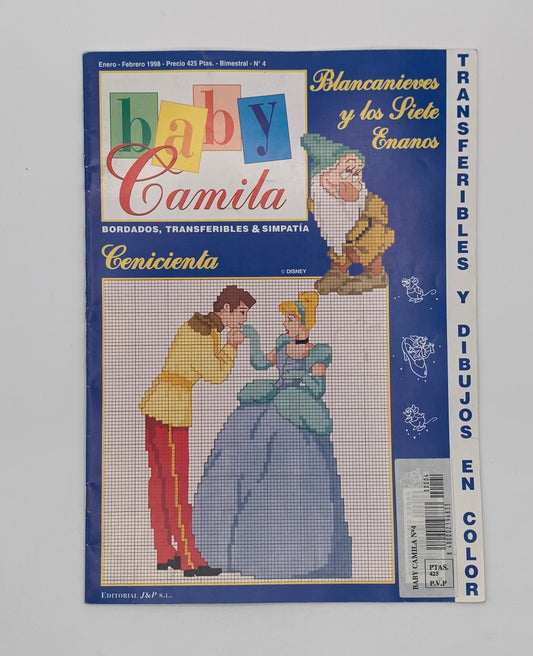 Enero - Febrero 1998 - Precio 425 Ptas. - Bimestral - Nº 4
baby
Camila
BORDADOS, TRANSFERIBLES & SIMPATÍA
Blancanieves
y los Siete
Enanos
Cenicienta
© DISNEY
TRANSFERIBLES Y DIBUJOS EN COLOR
BABY CAMILA Nº4
00004
PTAS.
425
P.V.P
EDITORIAL J&P S.L.